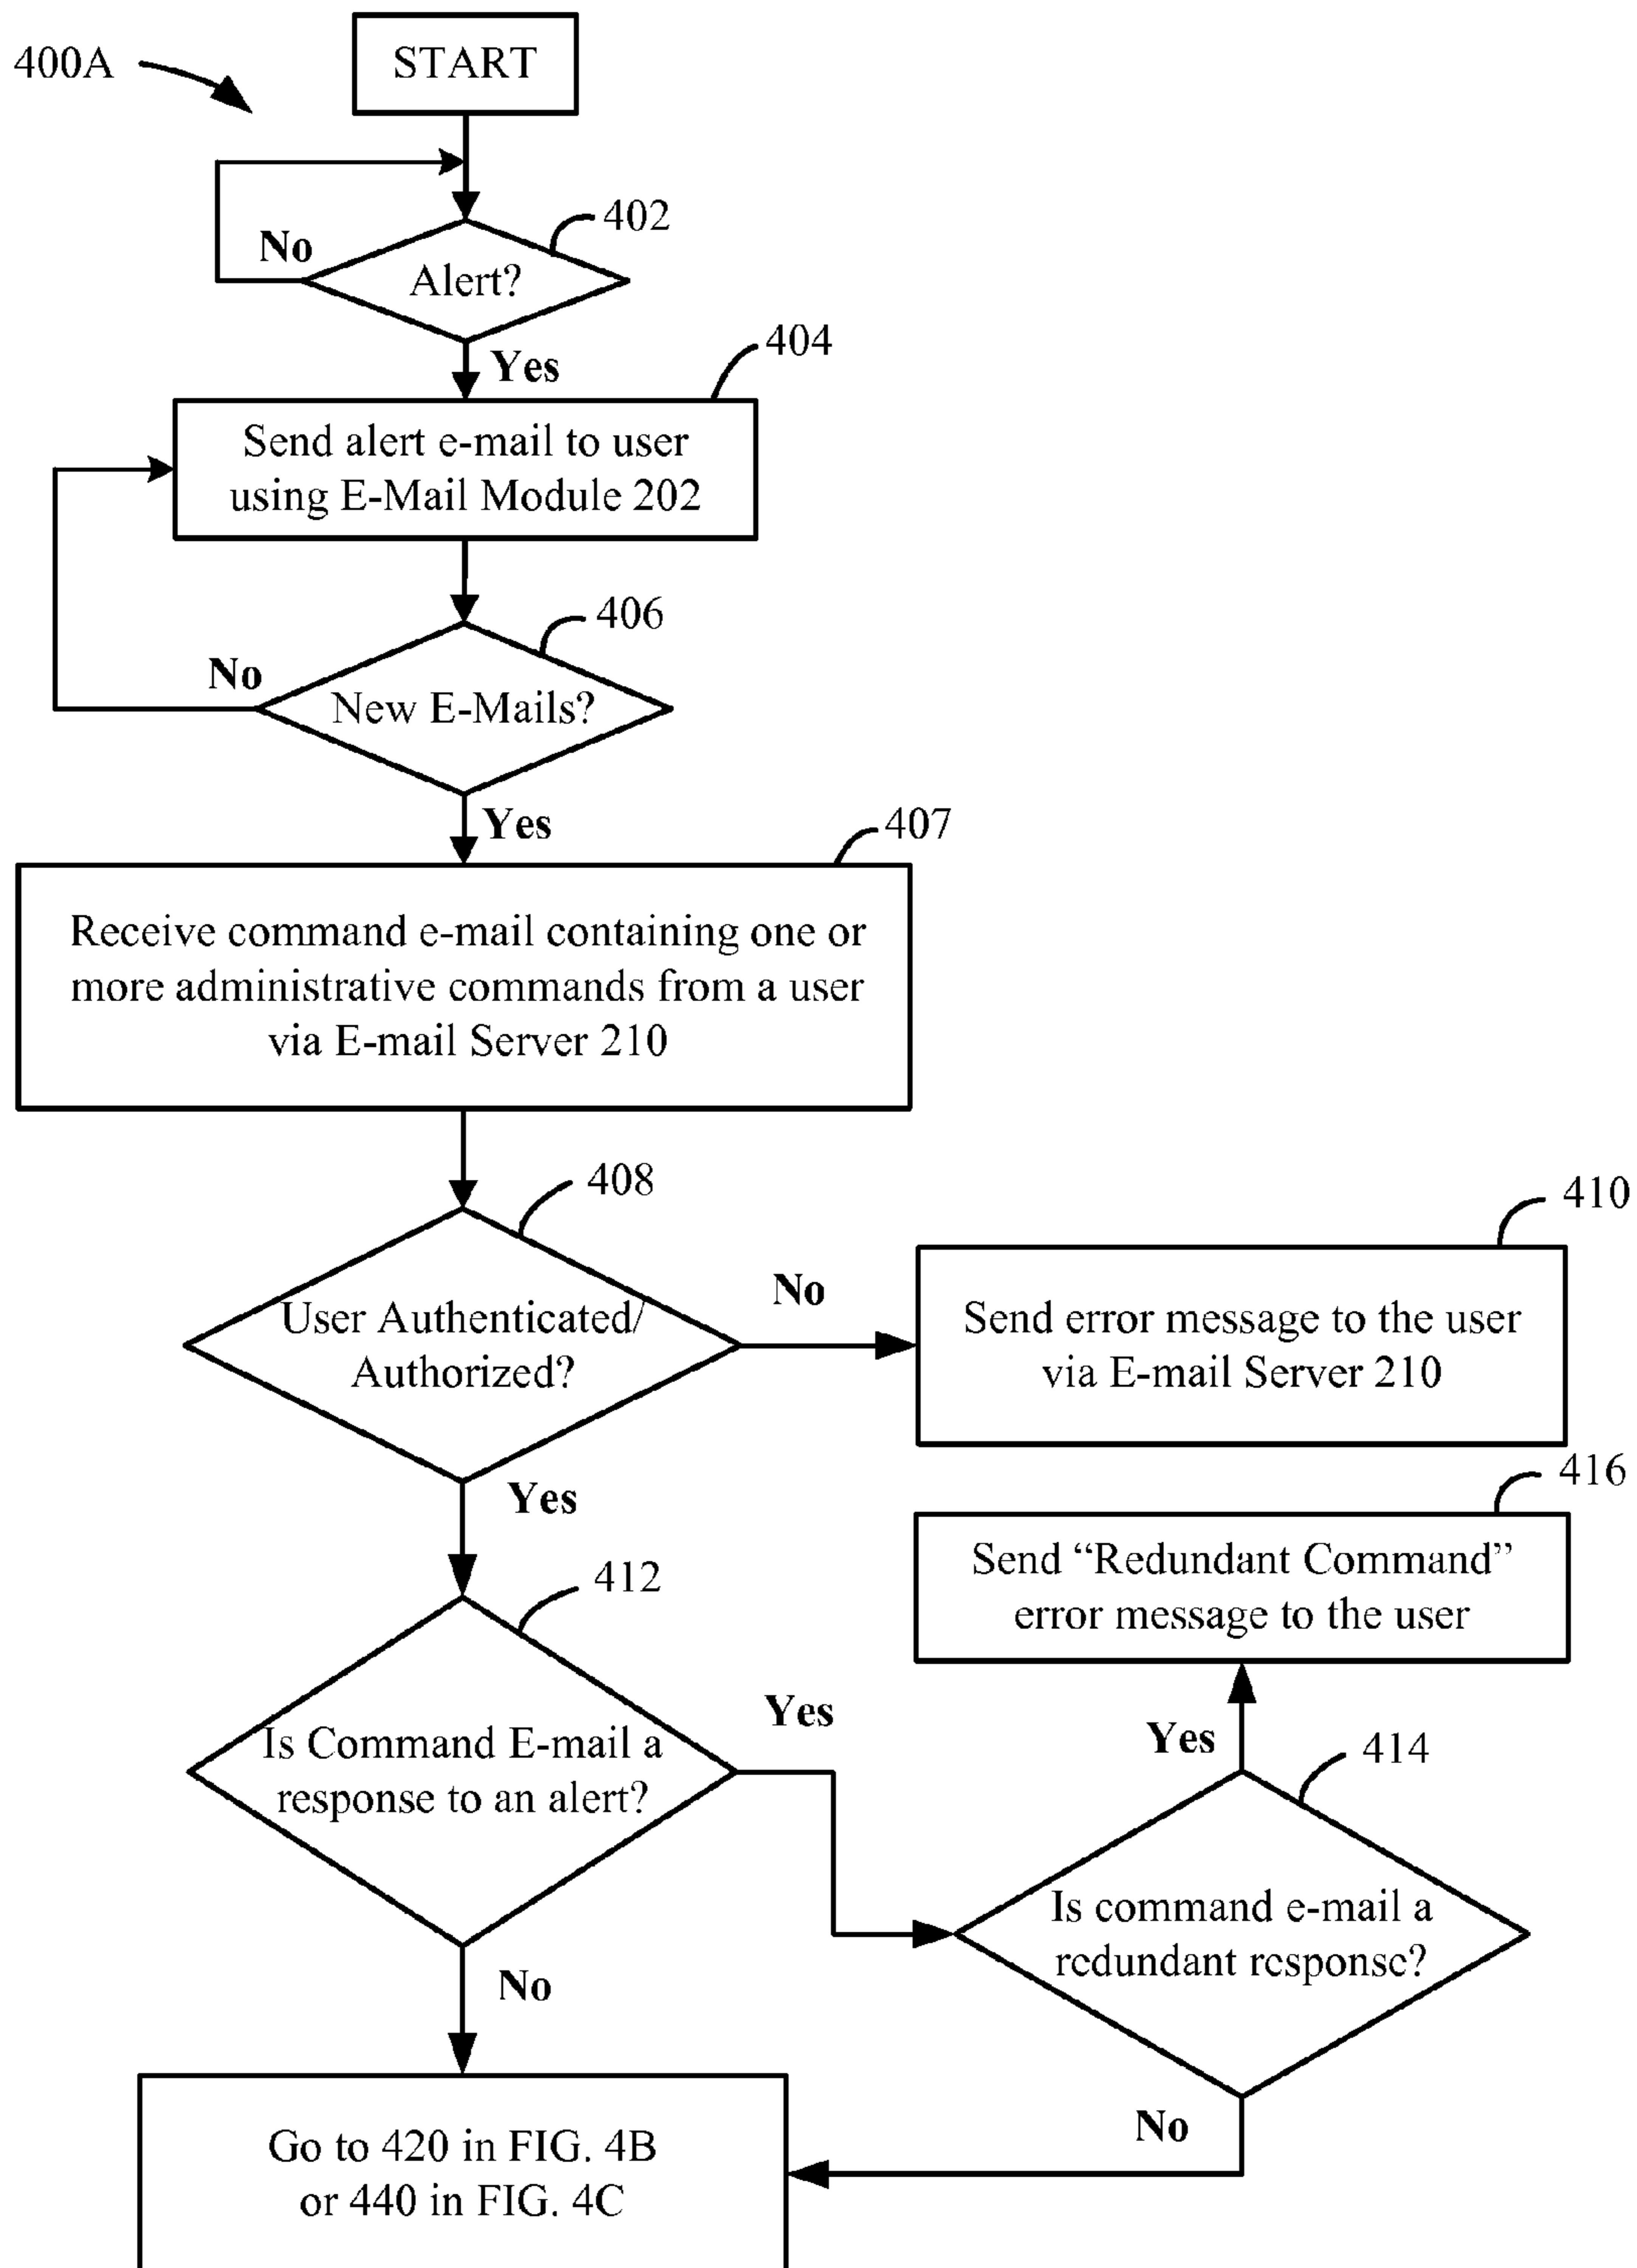 400A
START
402
No
Alert?
Yes
404
Send alert e-mail to user
using E-Mail Module 202
406
No
New E-Mails?
Yes
407
Receive command e-mail containing one or
more administrative commands from a user
via E-mail Server 210
408
User Authenticated/
Authorized?
No
410
Send error message to the user
via E-mail Server 210
Yes
416
Send “Redundant Command”
error message to the user
412
Is Command E-mail a
response to an alert?
Yes
Yes
414
Is command e-mail a
redundant response?
No
No
Go to 420 in FIG. 4B
or 440 in FIG. 4C